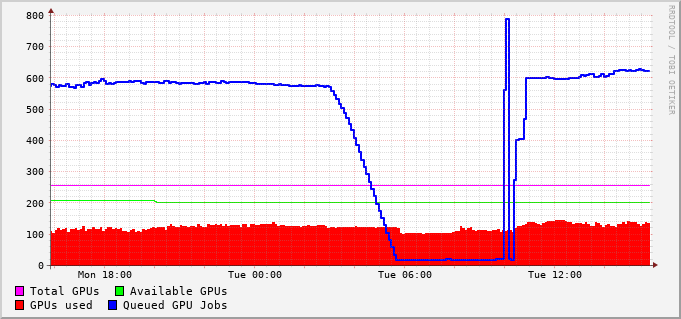 800
700
600
500
400
300
200
100
0
Mon 18:00 Tue 00:00 Tue 06:00 Tue 12:00
Total GPUs Available GPUs
GPUs used Queued GPU Jobs
RRDTOOL / TOBI OETIKER